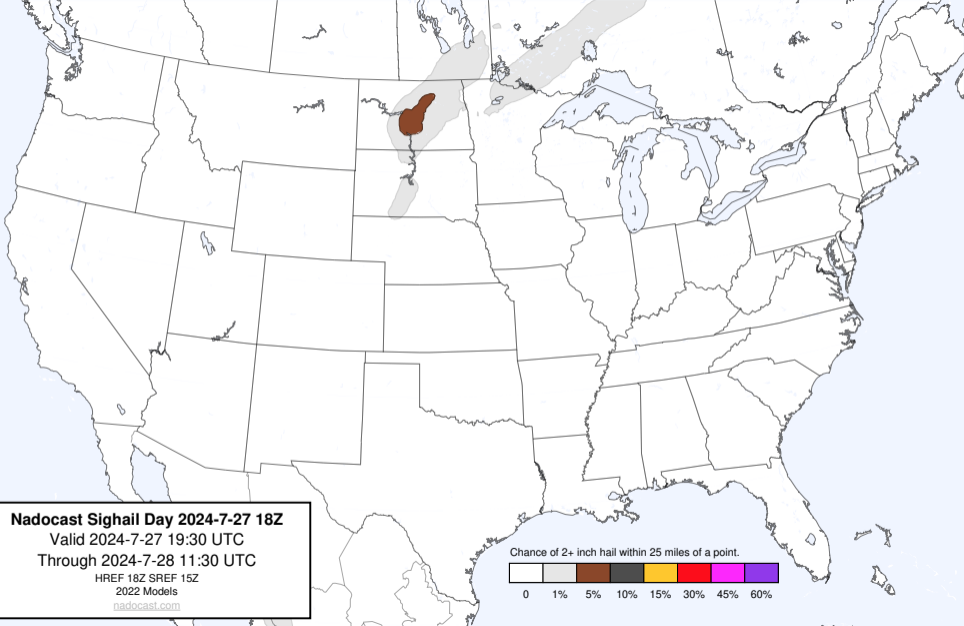 Nadocast Sighail Day 2024-7-27 18Z
Valid 2024-7-27 19:30 UTC
Through 2024-7-28 11:30 UTC
HREF 18Z SREF 15Z
2022 Models
nadocast.com
Chance of 2+ inch hail within 25 miles of a point.
0 1% 5% 10% 15% 30% 45% 60%